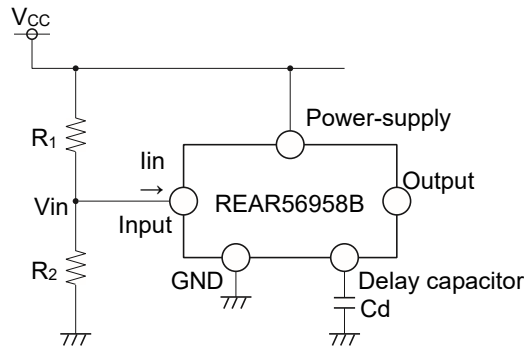 VCC
Power-supply
R1
Iin
→
Output
Vin
Input
REAR56958B
R2
GND
Delay capacitor
Cd